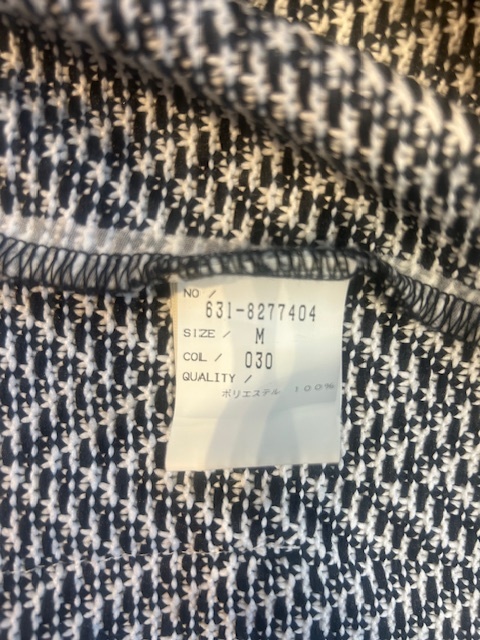 NO /
631-8277404
SIZE / M
COL / 030
QUALITY /
ポリエステル 100%